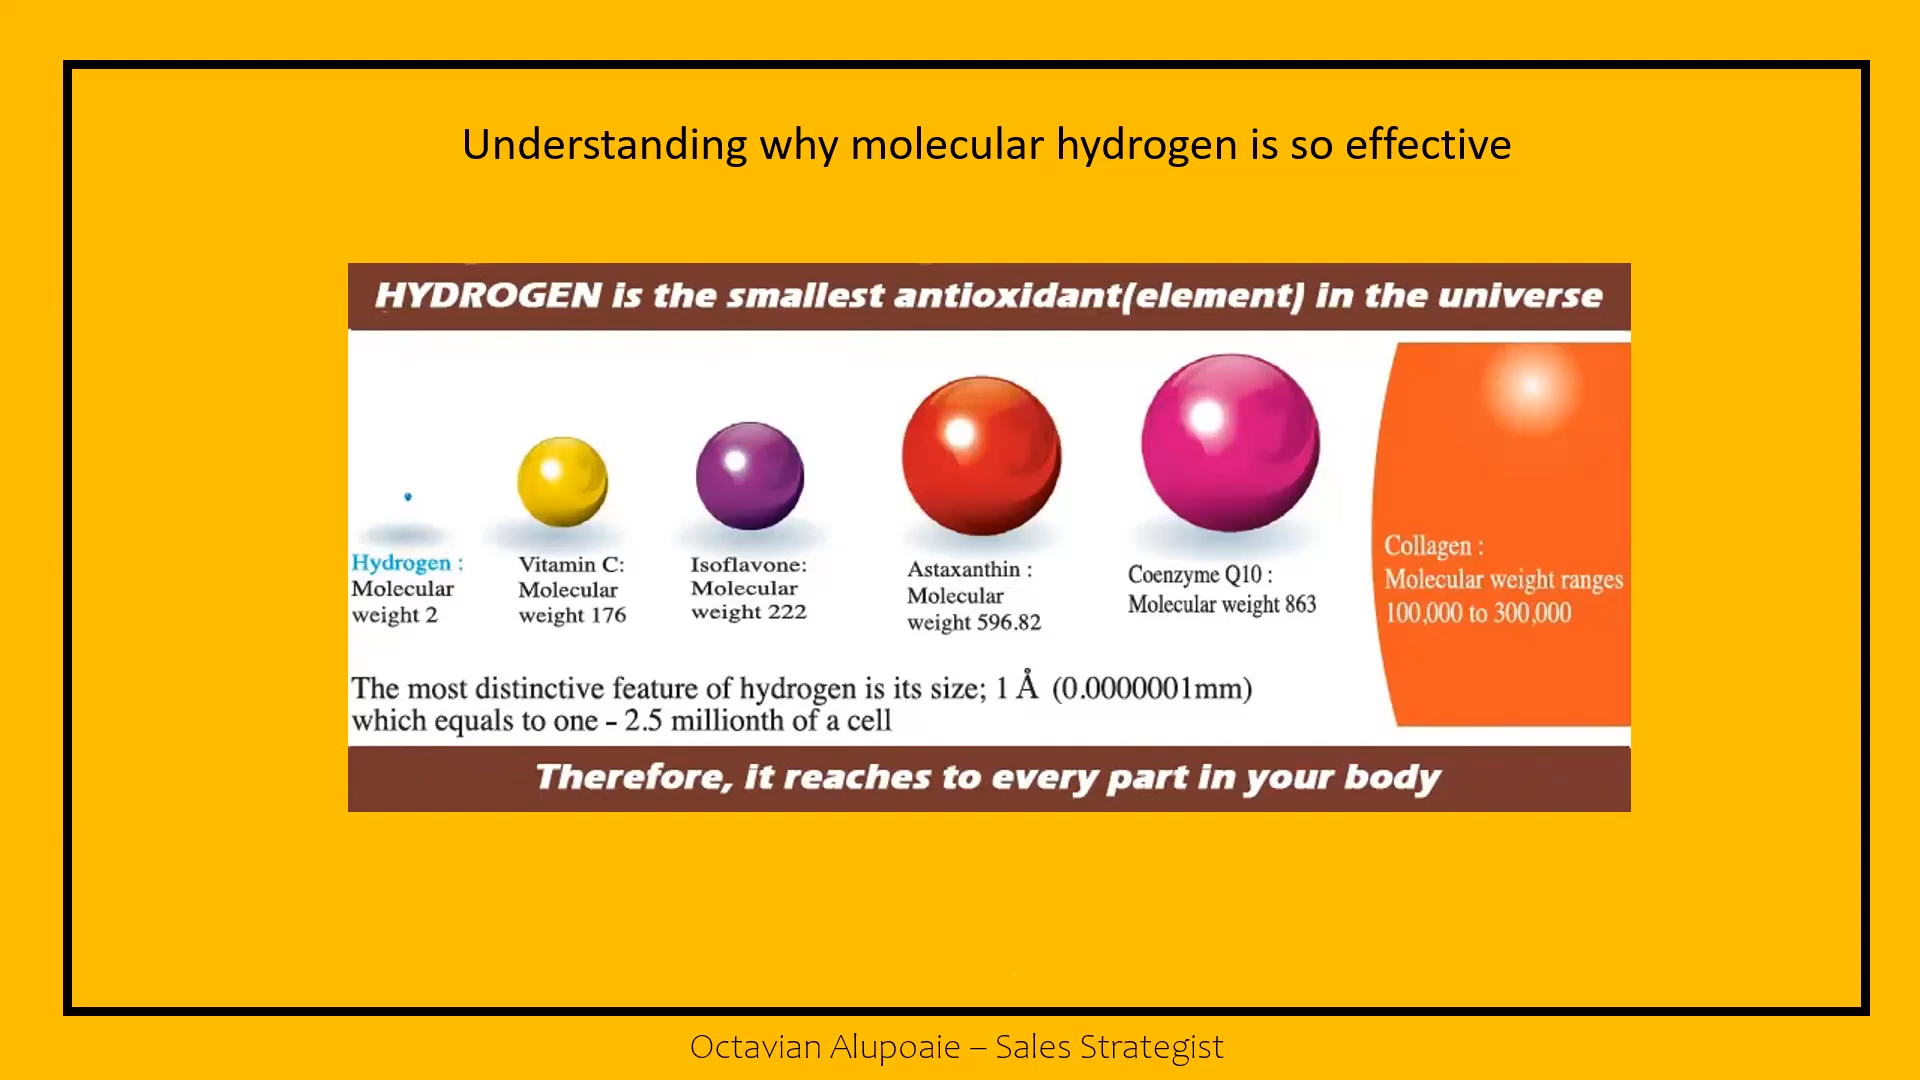 Understanding why molecular hydrogen is so effective
HYDROGEN is the smallest antioxidant(element) in the universe
Hydrogen :
Molecular
weight 2
Vitamin C:
Molecular
weight 176
Isoflavone:
Molecular
weight 222
Astaxanthin :
Molecular
weight 596.82
Coenzyme Q10 :
Molecular weight 863
Collagen :
Molecular weight ranges
100,000 to 300,000
The most distinctive feature of hydrogen is its size; 1 Å (0.0000001mm)
which equals to one - 2.5 millionth of a cell
Therefore, it reaches to every part in your body
Octavian Alupoaie – Sales Strategist